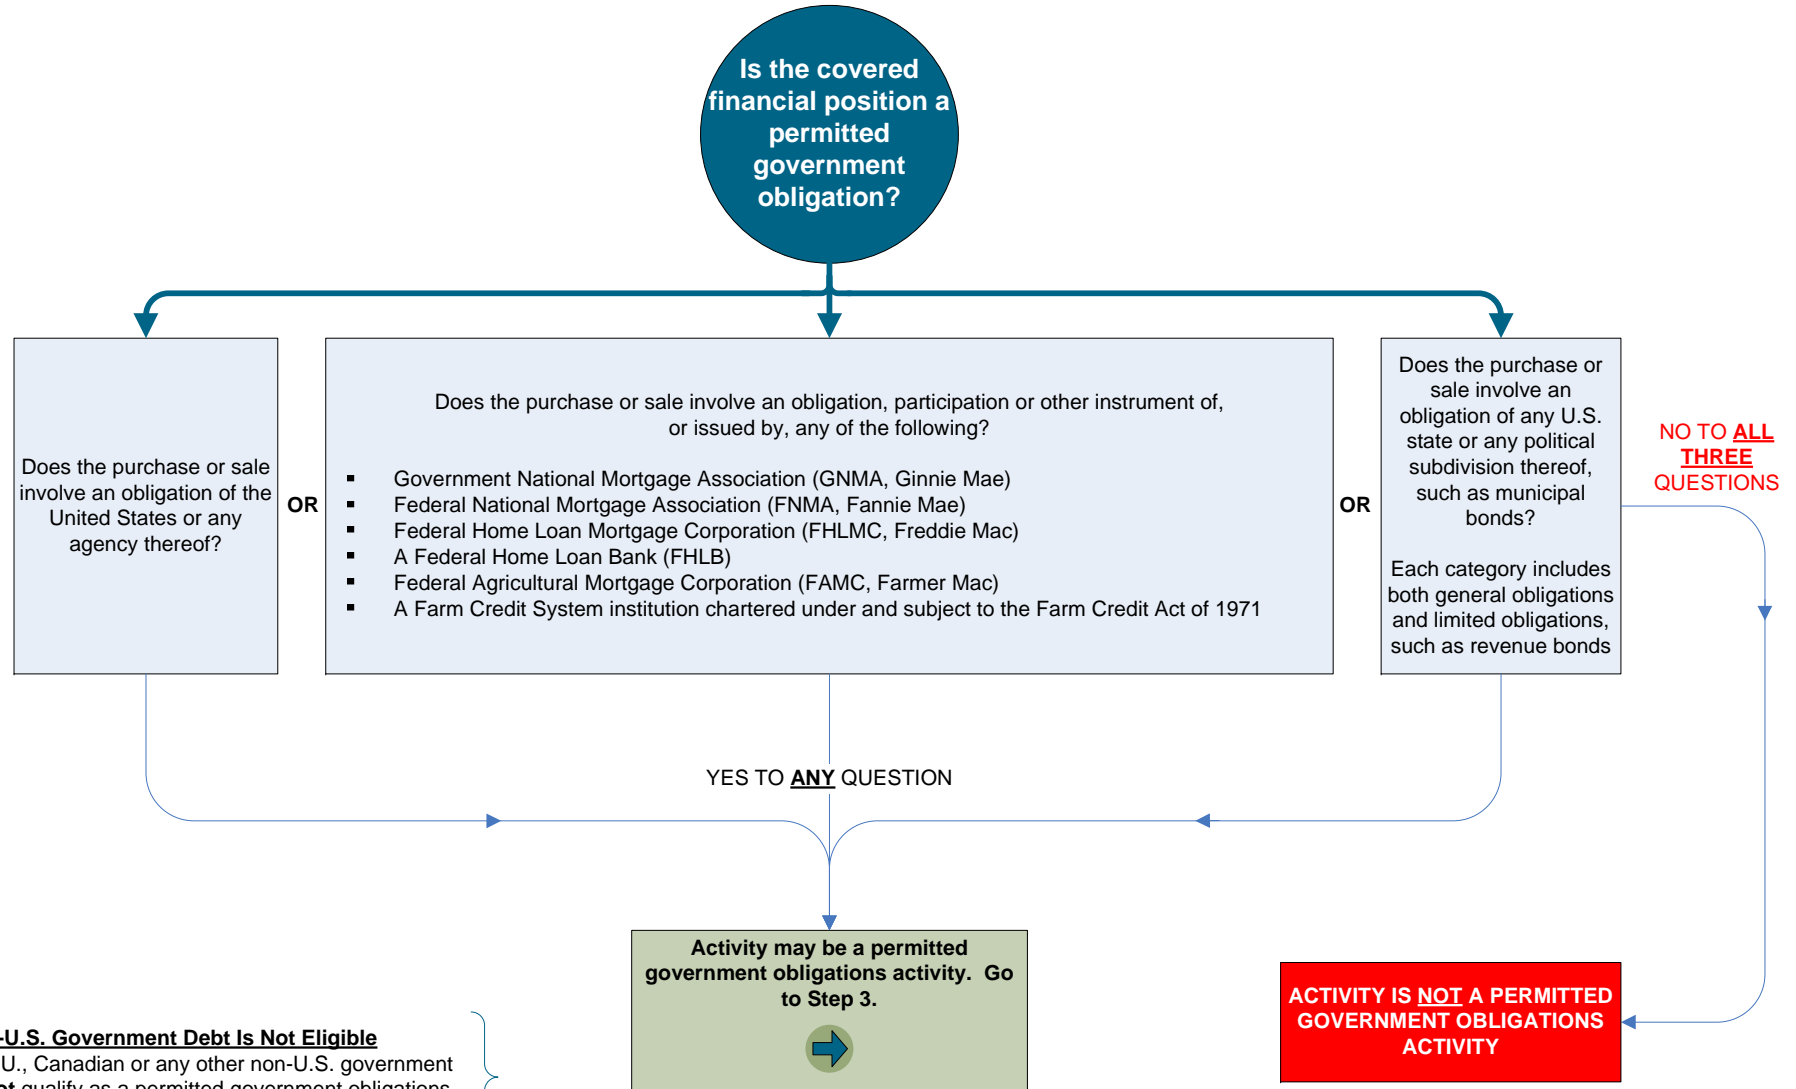 Is the covered
financial position a
permitted
government
obligation?
Does the purchase or sale
involve an obligation of the
United States or any
agency thereof?
OR
Does the purchase or sale involve an obligation, participation or other instrument of,
or issued by, any of the following?
▪ Government National Mortgage Association (GNMA, Ginnie Mae)
▪ Federal National Mortgage Association (FNMA, Fannie Mae)
▪ Federal Home Loan Mortgage Corporation (FHLMC, Freddie Mac)
▪ A Federal Home Loan Bank (FHLB)
▪ Federal Agricultural Mortgage Corporation (FAMC, Farmer Mac)
▪ A Farm Credit System institution chartered under and subject to the Farm Credit Act of 1971
OR
Does the purchase or
sale involve an
obligation of any U.S.
state or any political
subdivision thereof,
such as municipal
bonds?
Each category includes
both general obligations
and limited obligations,
such as revenue bonds
NO TO ALL
THREE
QUESTIONS
YES TO ANY QUESTION
Activity may be a permitted
government obligations activity. Go
to Step 3.
ACTIVITY IS NOT A PERMITTED
GOVERNMENT OBLIGATIONS
ACTIVITY
-U.S. Government Debt Is Not Eligible
U., Canadian or any other non-U.S. government
qualify as a permitted government obligations